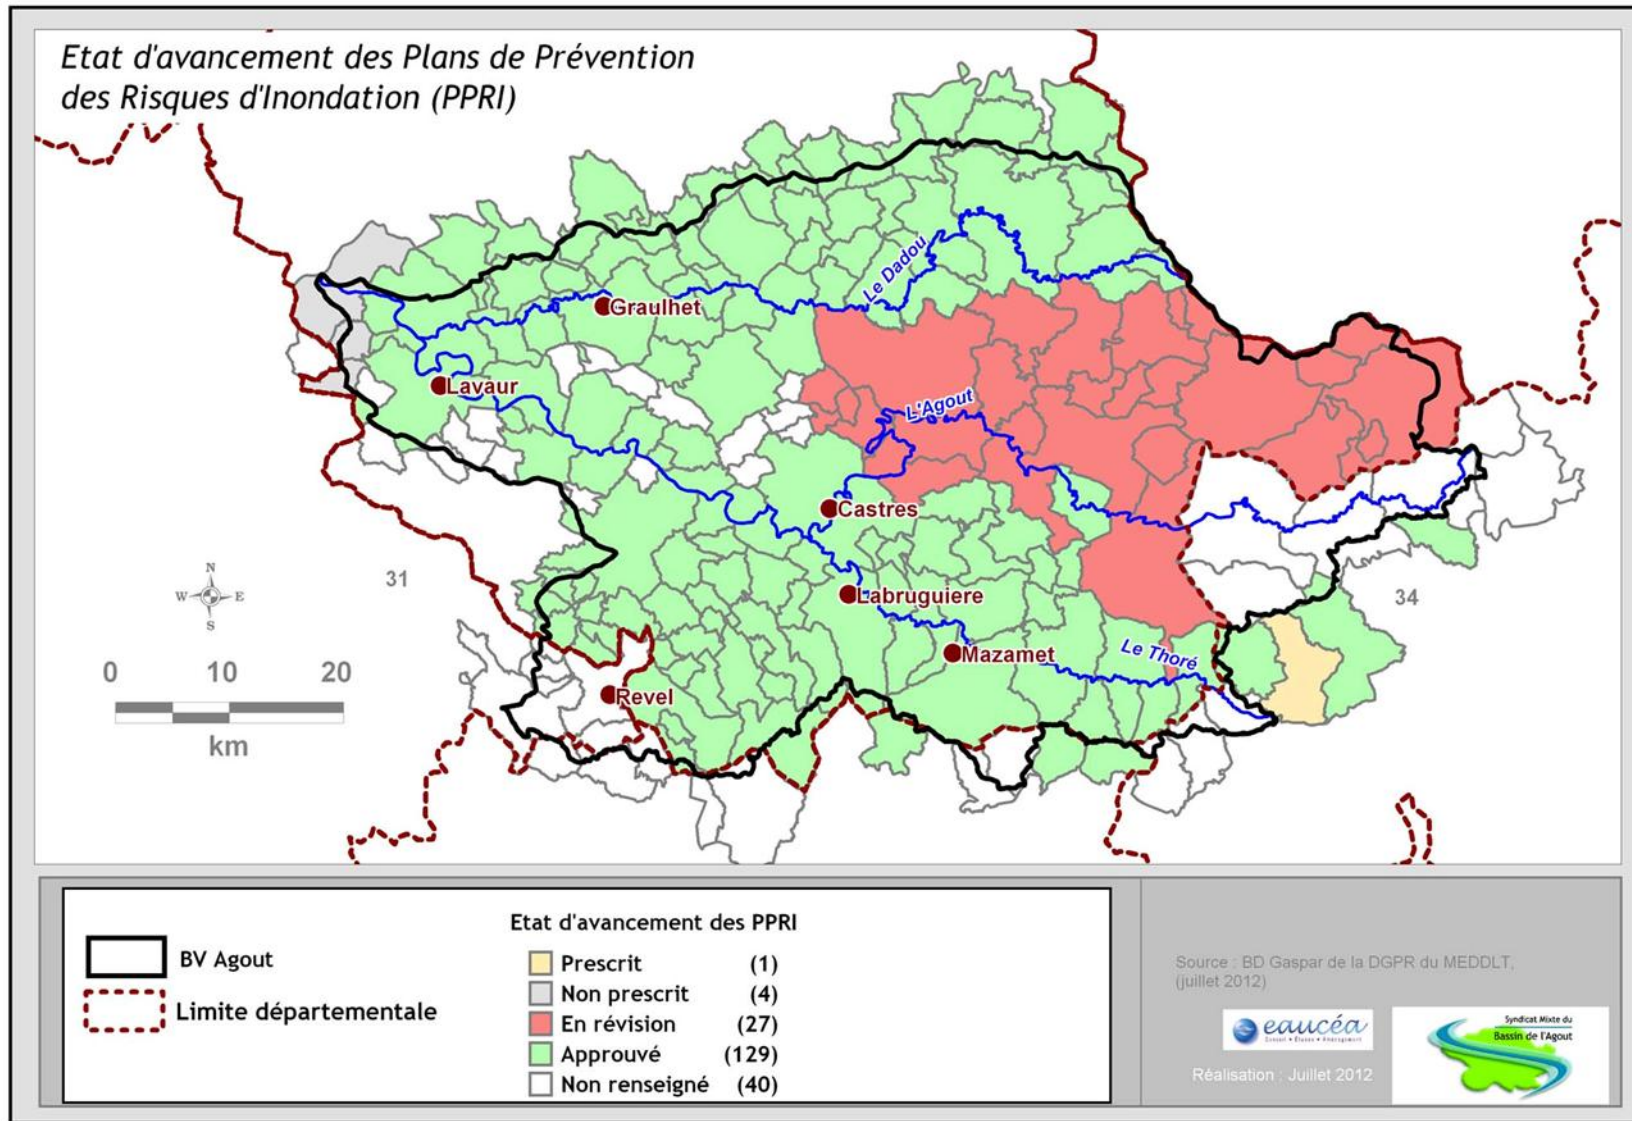 Etat d'avancement des Plans de Prévention
des Risques d'Inondation (PPRI)
Le Dadou
Graulhet
Lavaur
L'Agout
Castres
31
N
W E
S
Labruguiere
34
Mazamet
Le Thoré
Revel
0 10 20
km
BV Agout
Limite départementale
Etat d'avancement des PPRI
Prescrit (1)
Non prescrit (4)
En révision (27)
Approuvé (129)
Non renseigné (40)
Source : BD Gaspar de la DGPR du MEDDLT,
(juillet 2012)
eaucéa
Conseil • Études • Aménagement
Réalisation : Juillet 2012
Syndicat Mixte du
Bassin de l'Agout